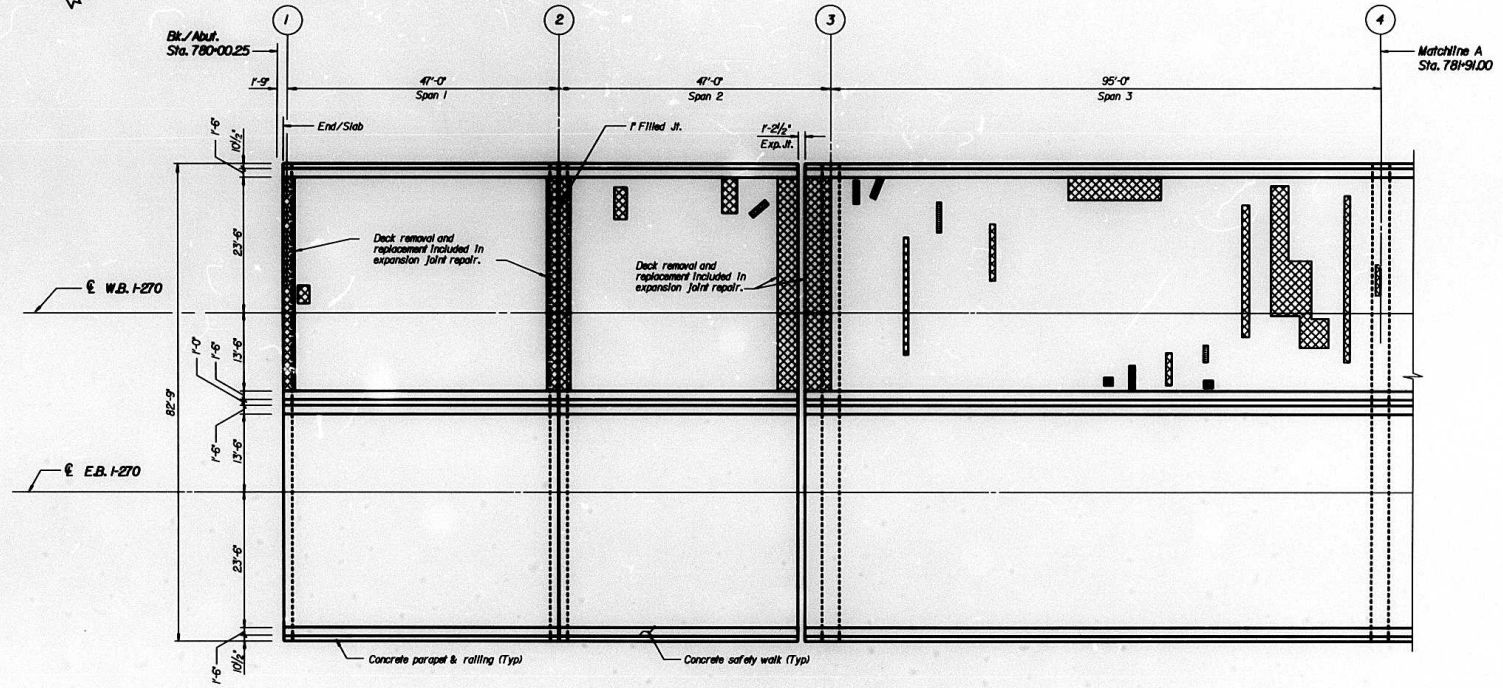 1
2
3
4
Bk./Abut.
Sta. 780+00.25
Matchline A
Sta. 781+91.00
1'-9"
47'-0"
Span 1
47'-0"
Span 2
95'-0"
Span 3
End/Slab
1" Filled Jt.
1'-2½"
Exp. Jt.
1'-6"
10½"
23'-6"
Deck removal and
replacement included in
expansion joint repair.
Deck removal and
replacement included in
expansion joint repair.
℄ W.B. I-270
13'-6"
1'-0"
1'-6"
82'-9"
1'-6"
13'-6"
℄ E.B. I-270
23'-6"
1'-6"
10½"
Concrete parapet & railing (Typ)
Concrete safety walk (Typ)